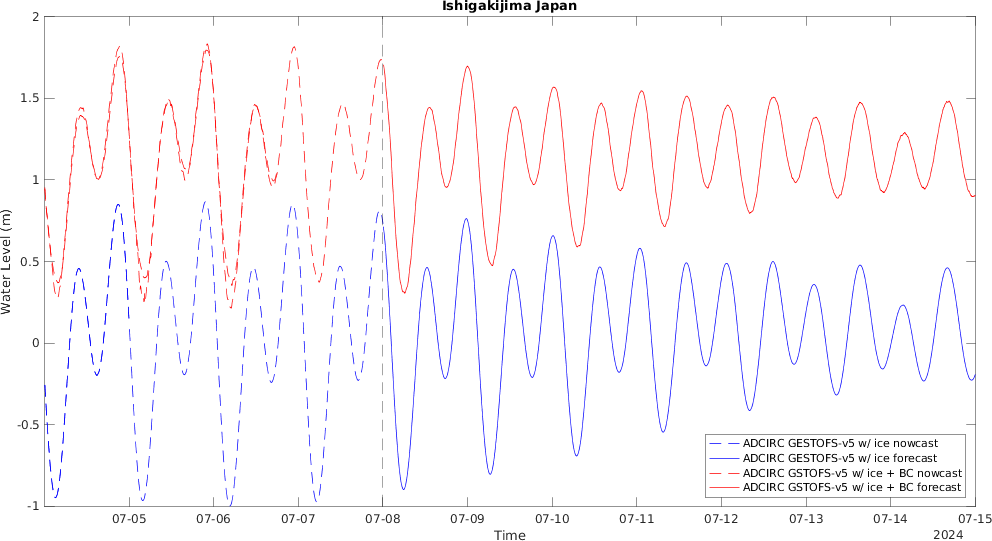 Ishigakijima Japan
Water Level (m)
2
1.5
1
0.5
0
-0.5
-1
ADCIRC GESTOFS-v5 w/ ice nowcast
ADCIRC GESTOFS-v5 w/ ice forecast
ADCIRC GSTOFS-v5 w/ ice + BC nowcast
ADCIRC GSTOFS-v5 w/ ice + BC forecast
07-05 07-06 07-07 07-08 07-09 07-10 07-11 07-12 07-13 07-14 07-15
Time
2024